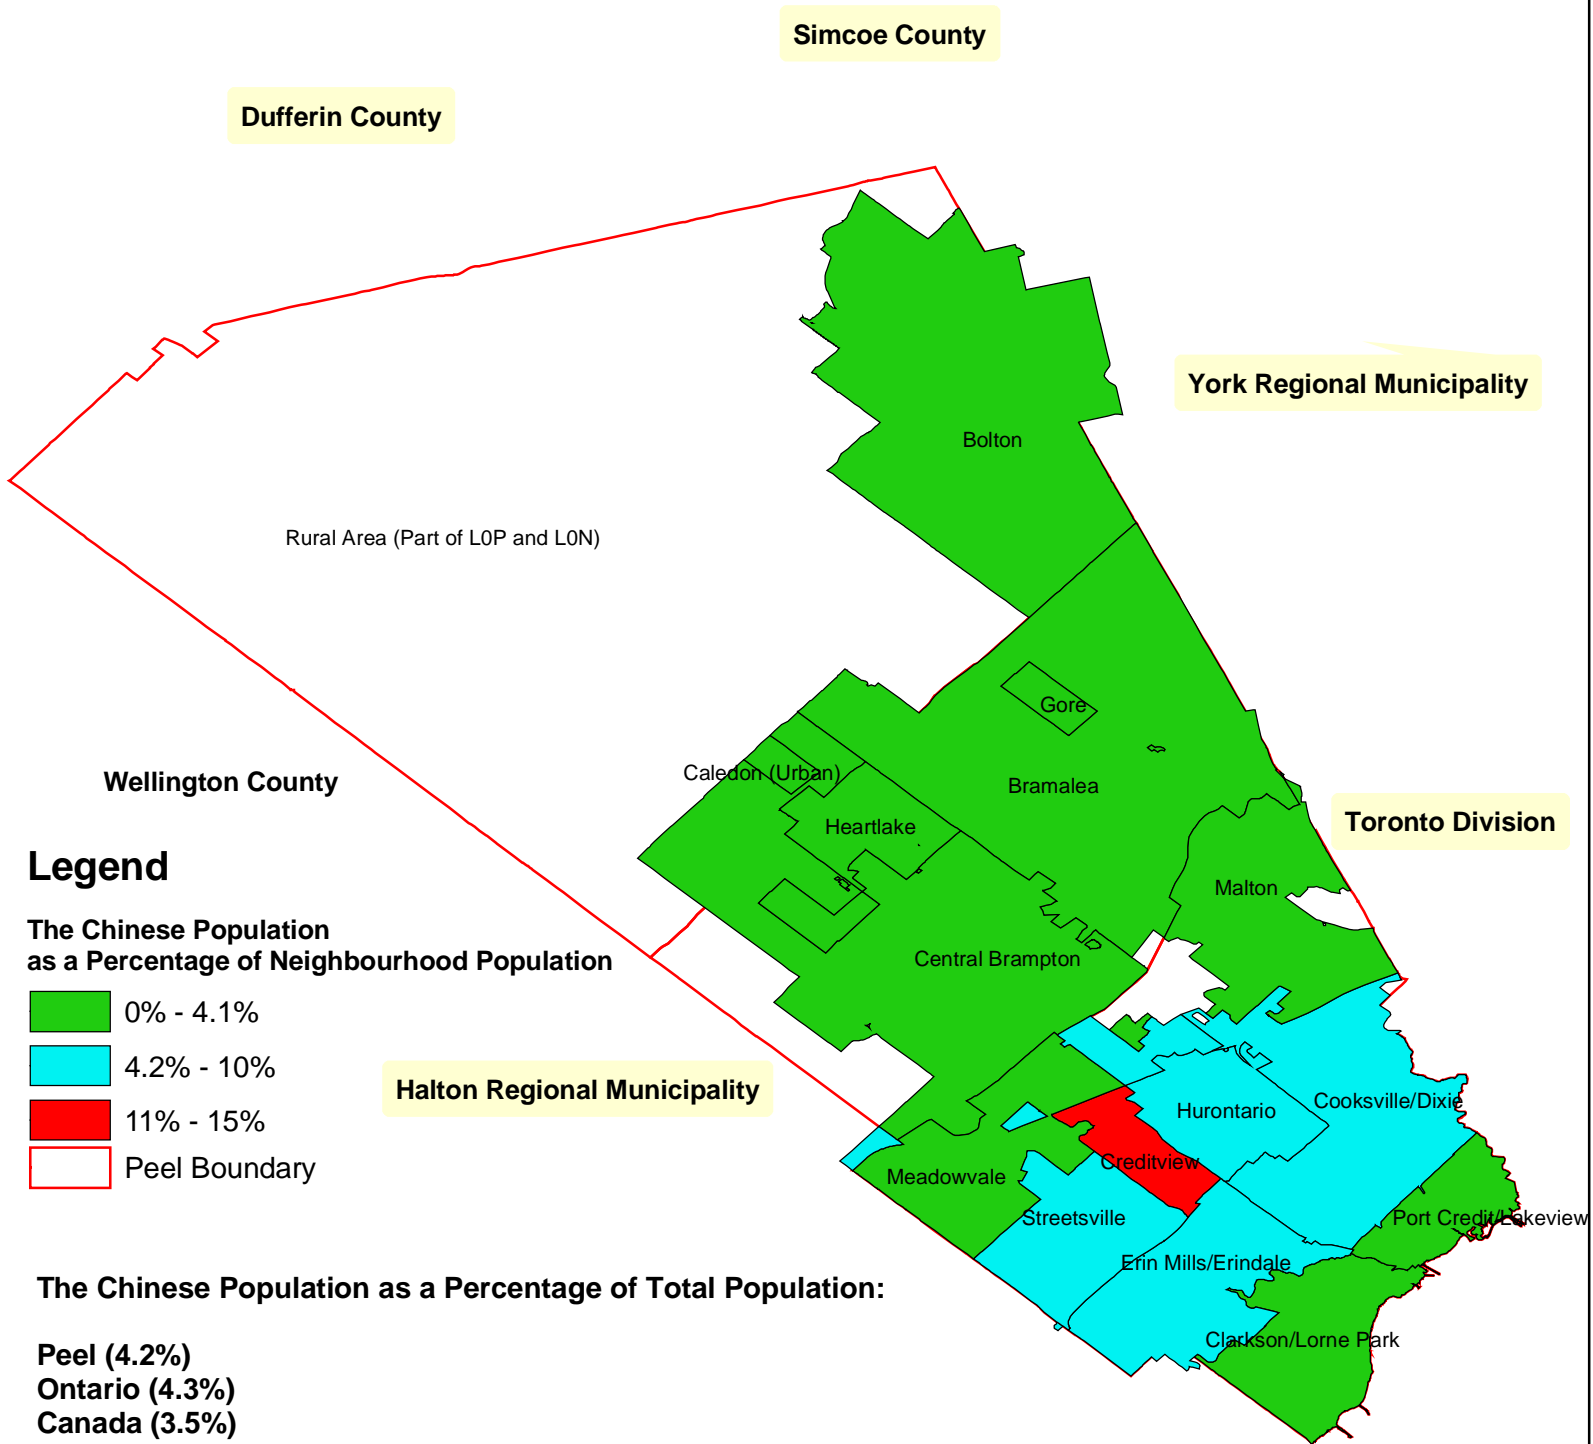 Simcoe County
Dufferin County
York Regional Municipality
Bolton
Rural Area (Part of L0P and L0N)
Gore
Caledon (Urban)
Wellington County
Bramalea
Heartlake
Toronto Division
Legend
Malton
The Chinese Population
as a Percentage of Neighbourhood Population
Central Brampton
0% - 4.1%
4.2% - 10%
Halton Regional Municipality
Cooksville/Dixie
Hurontario
11% - 15%
Creditview
Peel Boundary
Meadowvale
Streetsville
Port Credit/Lakeview
Erin Mills/Erindale
The Chinese Population as a Percentage of Total Population:
Clarkson/Lorne Park
Peel (4.2%)
Ontario (4.3%)
Canada (3.5%)